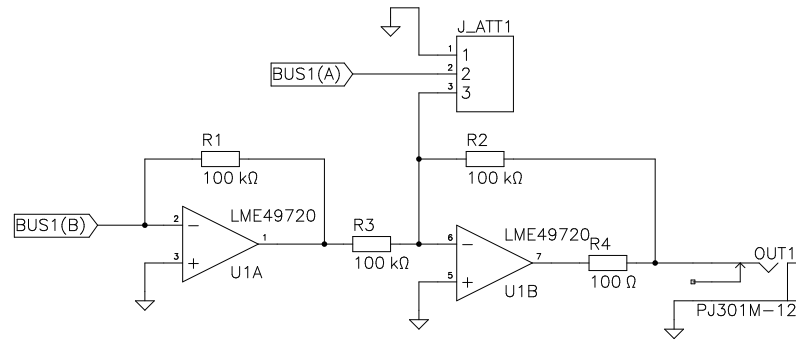 J_ATT1
1 1
BUS1(A) 2 2
3 3
R1
100 kΩ
R2
100 kΩ
BUS1(B)
2
3
LME49720
1
U1A
R3
100 kΩ
6
5
LME49720
7
U1B
R4
100 Ω
OUT1
PJ301M-12